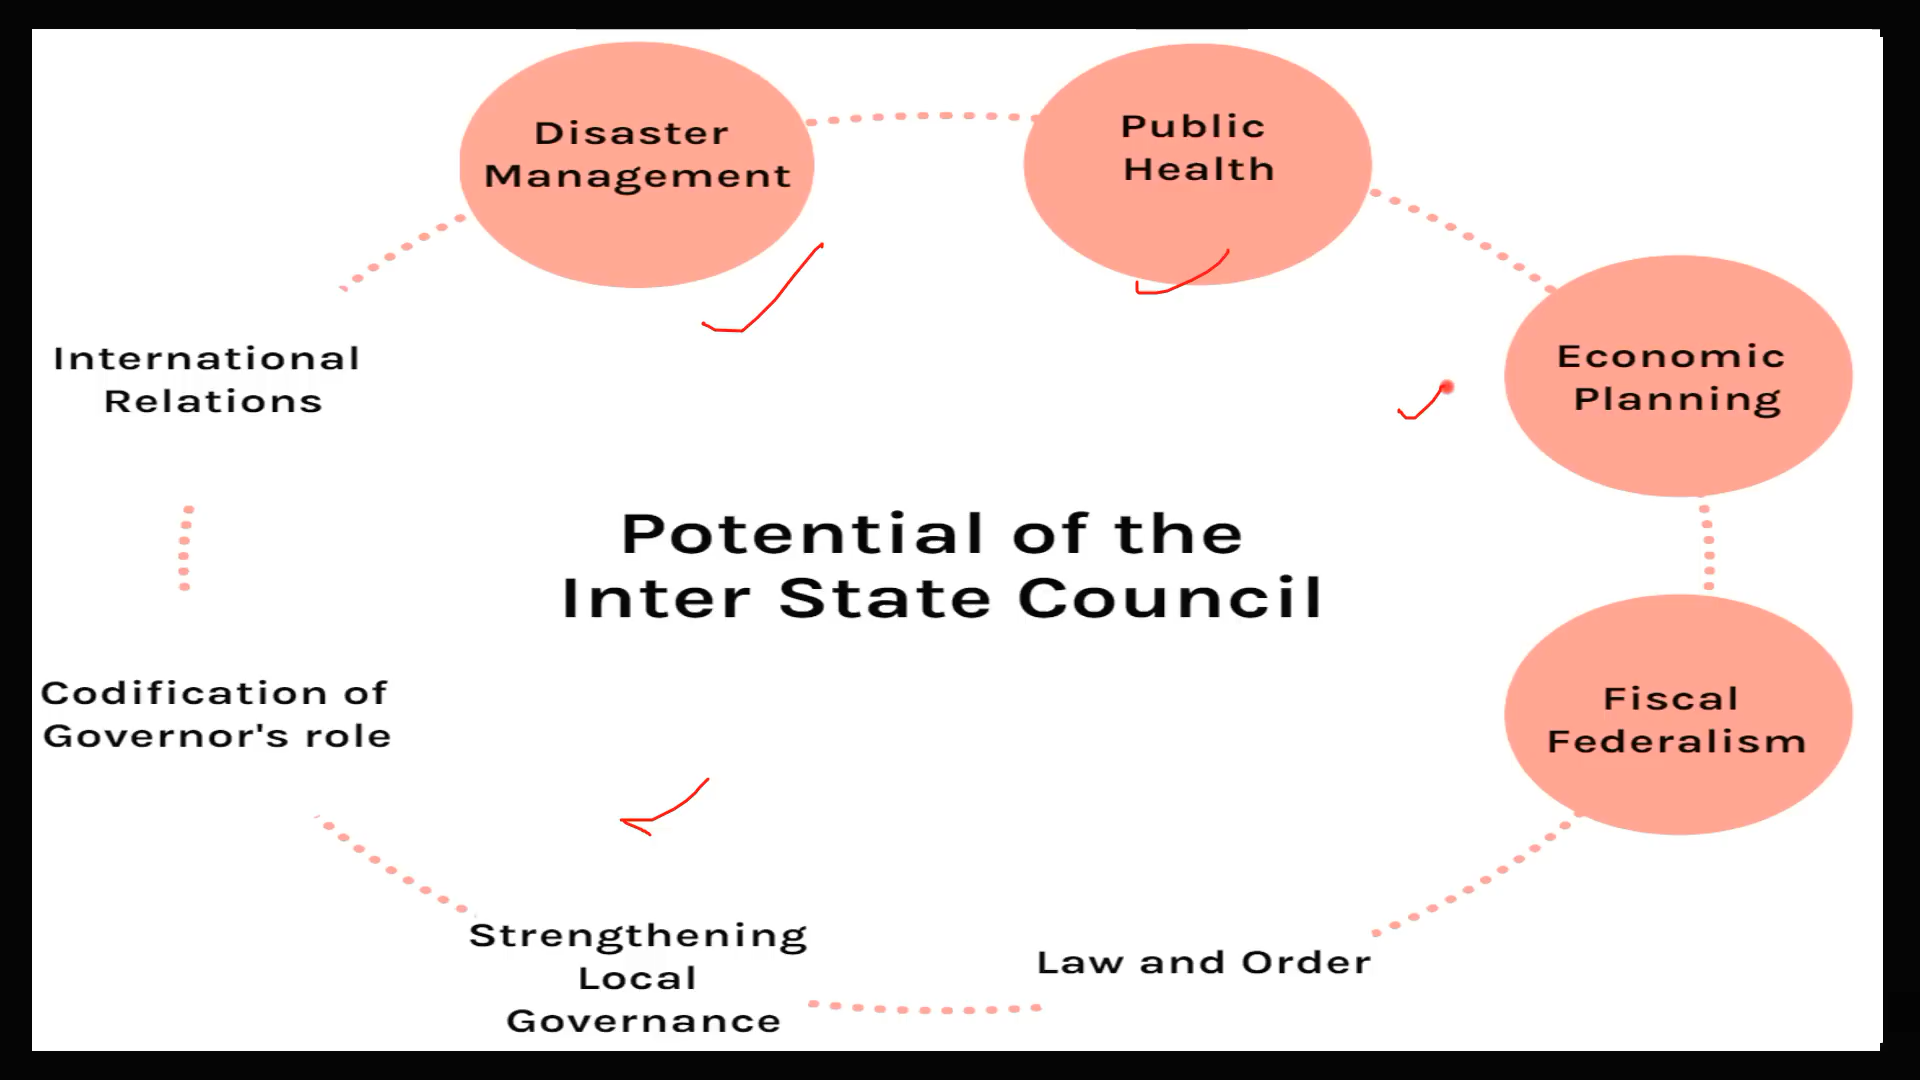 Disaster
Management
Public
Health
International
Relations
Economic
Planning
Potential of the
Inter State Council
Codification of
Governor's role
Fiscal
Federalism
Strengthening
Local
Governance
Law and Order